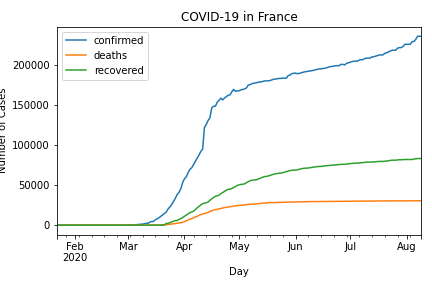 COVID-19 in France
confirmed
deaths
recovered
200000
150000
100000
50000
0
Number of Cases
Feb Mar Apr May Jun Jul Aug
2020
Day